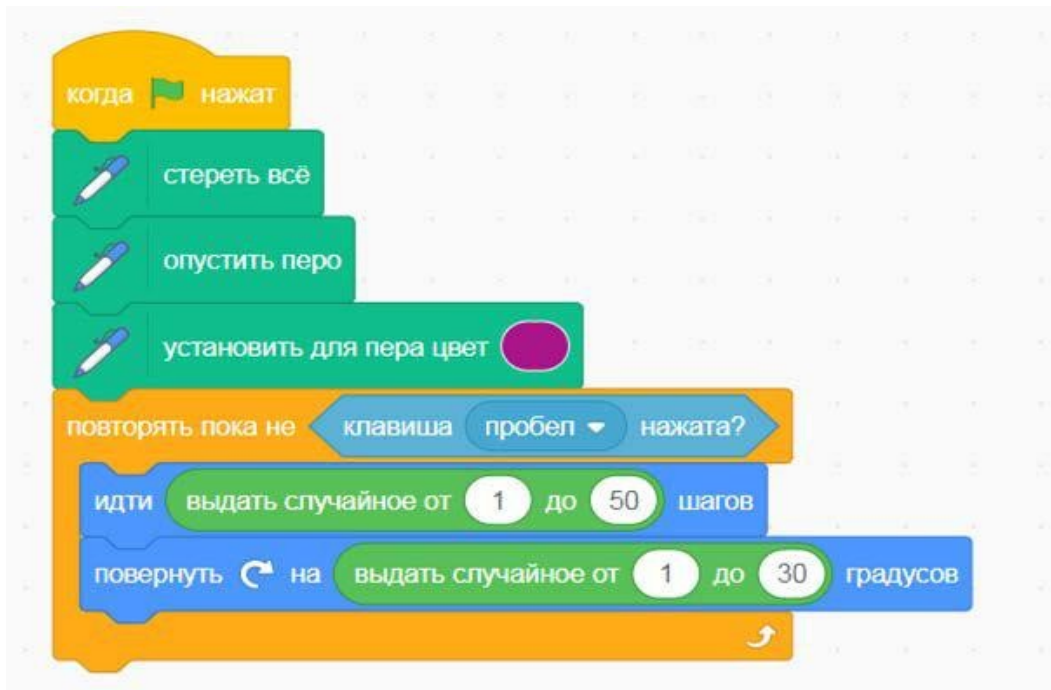 когда нажат
стереть всё
опустить перо
установить для пера цвет
повторять пока не клавиша пробел нажата?
идти выдать случайное от 1 до 50 шагов
повернуть на выдать случайное от 1 до 30 градусов